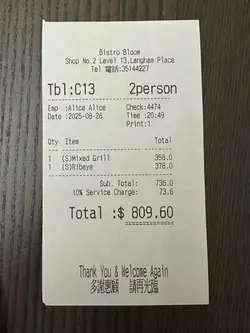 Bistro Bloom
Shop No.2 Level 13,Langham Place
Tel 電話:35144227
Tbl:C13 2person
Emp :Alice Alice Check:4474
Date :2025-08-26 Time :20:49
Print:1
Qty Item Total
1 (S)Mixed Grill 358.0
1 (S)Ribeye 378.0
Sub. Total: 736.0
10% Service Charge: 73.6
Total :$ 809.60
Thank You & Welcome Again
多謝惠顧 請再光臨